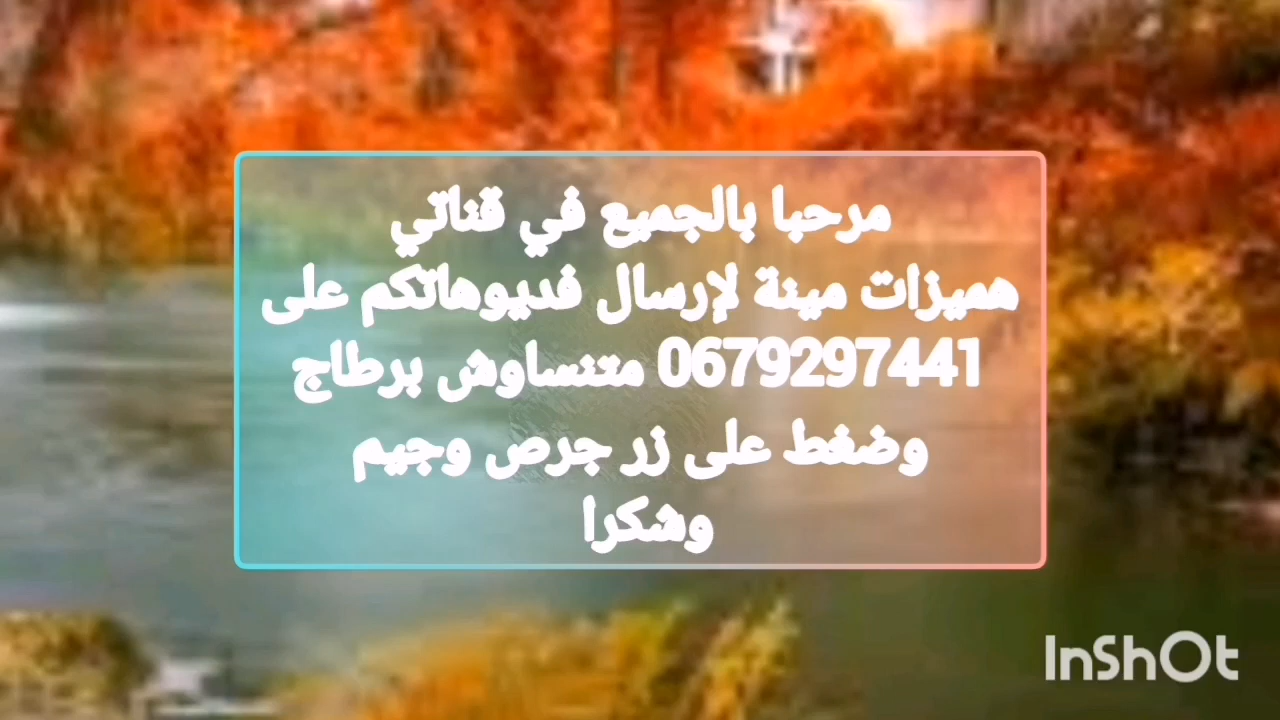 مرحبا بالجميع في قناتي
هميزات مينة لإرسال فديوهاتكم على
0679297441 متنساوش برطاج
وضغط على زر جرص وجيم
وشكرا
InShOt